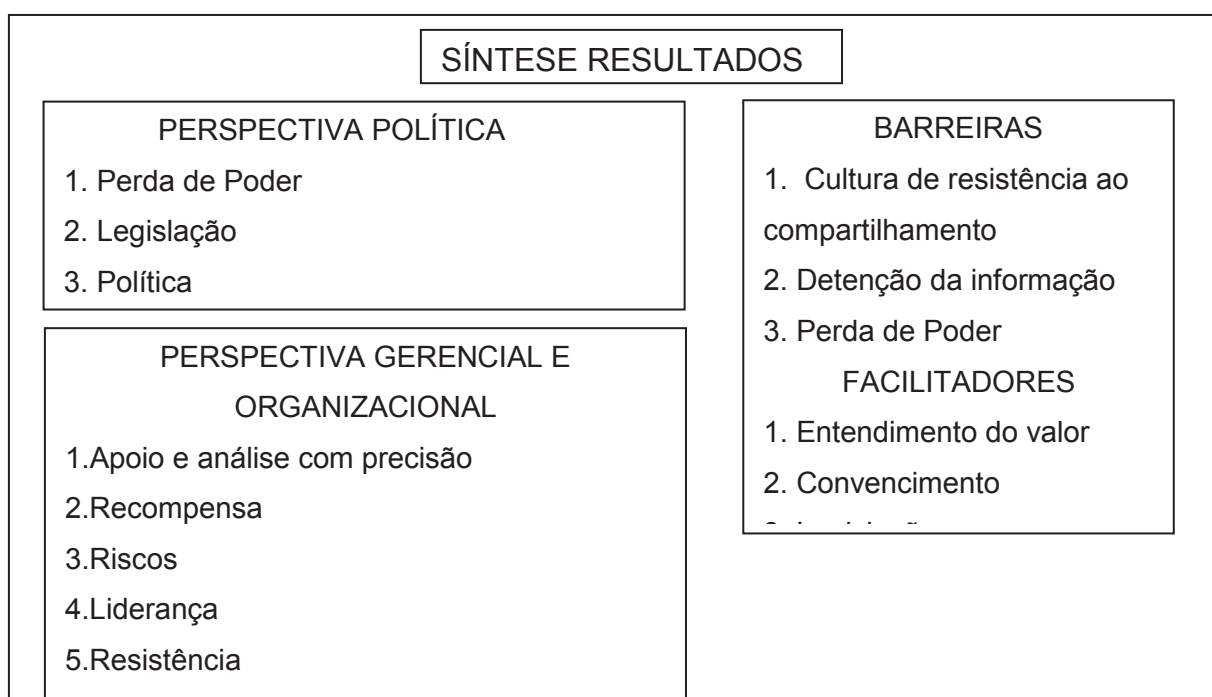 SÍNTESE RESULTADOS
PERSPECTIVA POLÍTICA
1. Perda de Poder
2. Legislação
3. Política
PERSPECTIVA GERENCIAL E
ORGANIZACIONAL
1.Apoio e análise com precisão
2.Recompensa
3.Riscos
4.Liderança
5.Resistência
BARREIRAS
1. Cultura de resistência ao
compartilhamento
2. Detenção da informação
3. Perda de Poder
FACILITADORES
1. Entendimento do valor
2. Convencimento